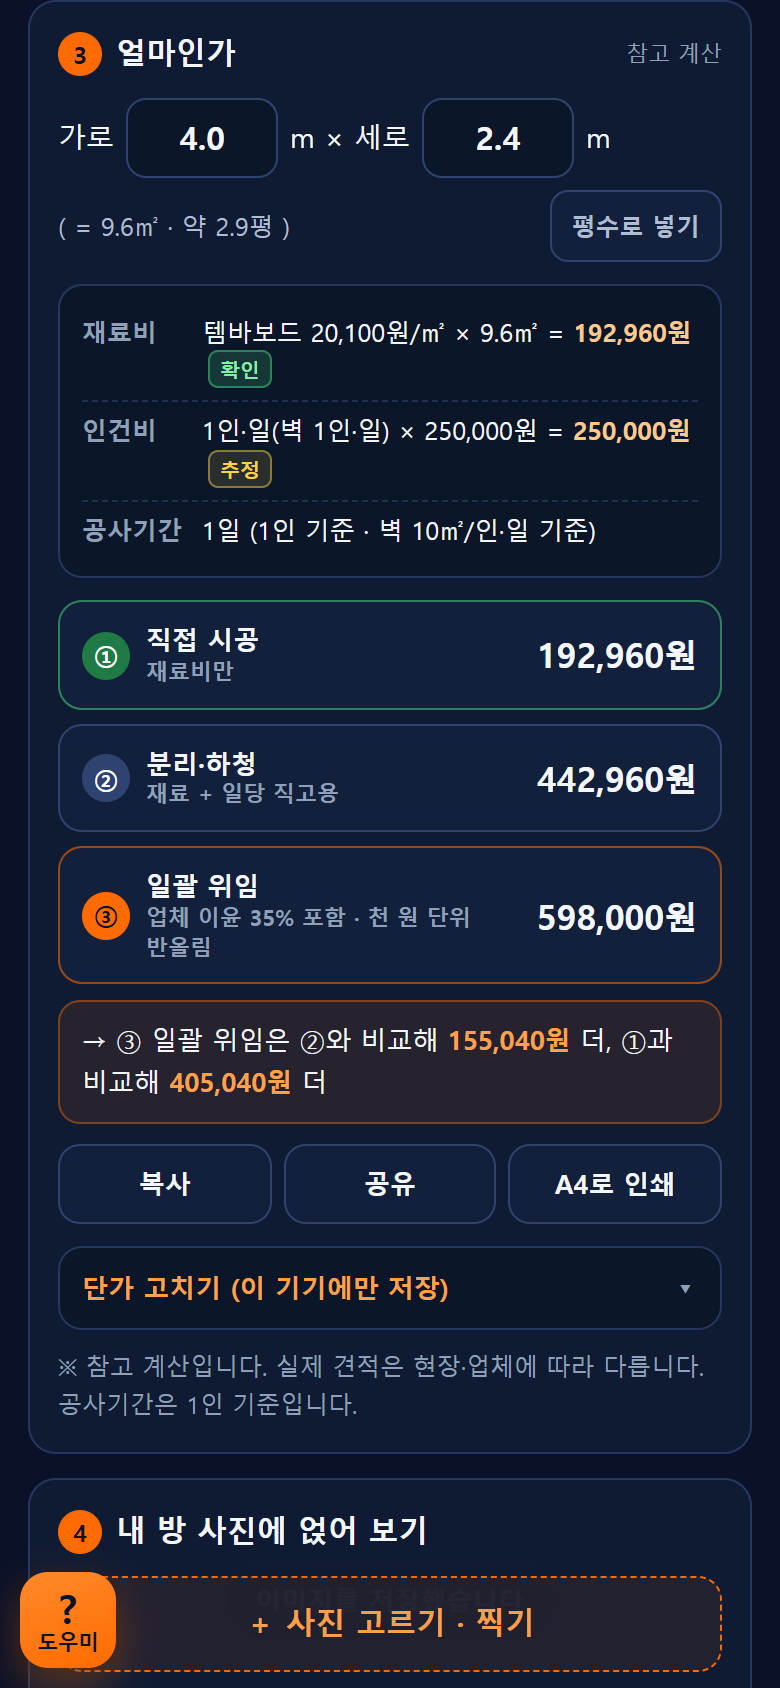 3 얼마인가 참고 계산
가로 4.0 m × 세로 2.4 m
( = 9.6㎡ · 약 2.9평 ) 평수로 넣기
재료비 템바보드 20,100원/㎡ × 9.6㎡ = 192,960원
확인
인건비 1인·일(벽 1인·일) × 250,000원 = 250,000원
추정
공사기간 1일 (1인 기준 · 벽 10㎡/인·일 기준)
① 직접 시공 192,960원
재료비만
② 분리·하청 442,960원
재료 + 일당 직고용
③ 일괄 위임 598,000원
업체 이윤 35% 포함 · 천 원 단위
반올림
→ ③ 일괄 위임은 ②와 비교해 155,040원 더, ①과
비교해 405,040원 더
복사 공유 A4로 인쇄
단가 고치기 (이 기기에만 저장) ▼
※ 참고 계산입니다. 실제 견적은 현장·업체에 따라 다릅니다.
공사기간은 1인 기준입니다.
4 내 방 사진에 얹어 보기
이미지를 저장했습니다
+ 사진 고르기 · 찍기
?
도우미